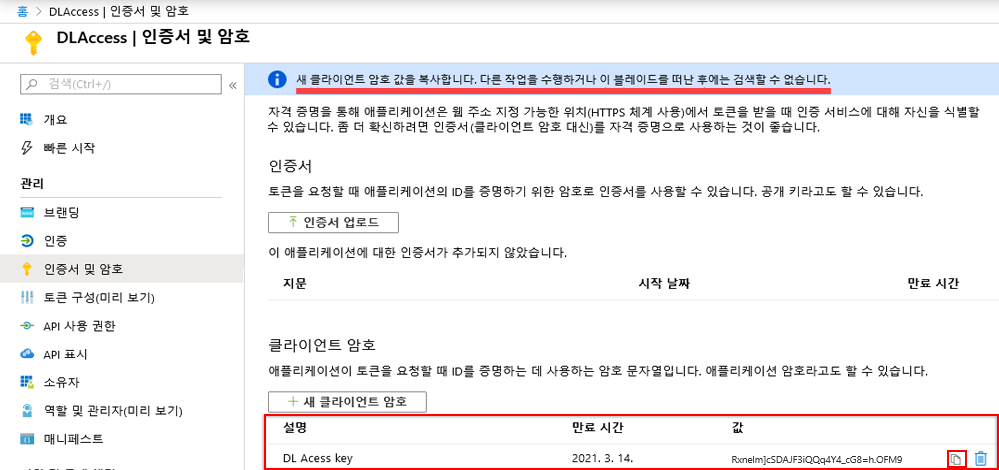 홈 > DLAccess | 인증서 및 암호
DLAccess | 인증서 및 암호
검색(Ctrl+/)
개요
빠른 시작
관리
브랜딩
인증
인증서 및 암호
토큰 구성(미리 보기)
API 사용 권한
API 표시
소유자
역할 및 관리자(미리 보기)
매니페스트
새 클라이언트 암호 값을 복사합니다. 다른 작업을 수행하거나 이 블레이드를 떠난 후에는 검색할 수 없습니다.
자격 증명을 통해 애플리케이션은 웹 주소 지정 가능한 위치(HTTPS 체계 사용)에서 토큰을 받을 때 인증 서비스에 대해 자신을 식별할
수 있습니다. 좀 더 확신하려면 인증서(클라이언트 암호 대신)를 자격 증명으로 사용하는 것이 좋습니다.
인증서
토큰을 요청할 때 애플리케이션의 ID를 증명하기 위한 암호로 인증서를 사용할 수 있습니다. 공개 키라고도 할 수 있습니다.
인증서 업로드
이 애플리케이션에 대한 인증서가 추가되지 않았습니다.
지문 시작 날짜 만료 시간
클라이언트 암호
애플리케이션이 토큰을 요청할 때 ID를 증명하는 데 사용하는 암호 문자열입니다. 애플리케이션 암호라고도 할 수 있습니다.
새 클라이언트 암호
설명 만료 시간 값
DL Acess key 2021. 3. 14.